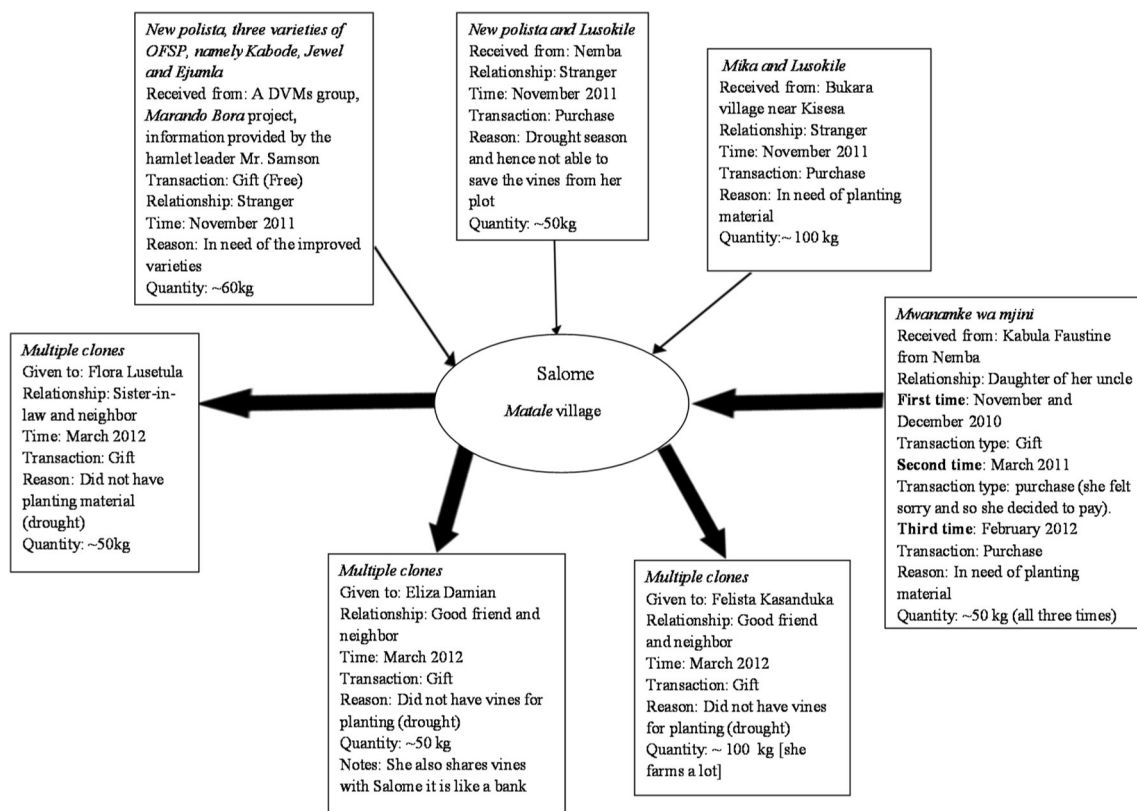 New polista, three varieties of
OFSP, namely Kabode, Jewel
and Ejumla
Received from: A DVMs group,
Marando Bora project,
information provided by the
hamlet leader Mr. Samson
Transaction: Gift (Free)
Relationship: Stranger
Time: November 2011
Reason: In need of the improved
varieties
Quantity: ~60kg
New polista and Lusokile
Received from: Nemba
Relationship: Stranger
Time: November 2011
Transaction: Purchase
Reason: Drought season
and hence not able to
save the vines from her
plot
Quantity: ~50kg
Mika and Lusokile
Received from: Bukara
village near Kisesa
Relationship: Stranger
Time: November 2011
Transaction: Purchase
Reason: In need of planting
material
Quantity:~ 100 kg
Multiple clones
Given to: Flora Lusetula
Relationship: Sister-in-
law and neighbor
Time: March 2012
Transaction: Gift
Reason: Did not have
planting material
(drought)
Quantity: ~50kg
Salome
Matale village
Mwanamke wa mjini
Received from: Kabula Faustine
from Nemba
Relationship: Daughter of her uncle
First time: November and
December 2010
Transaction type: Gift
Second time: March 2011
Transaction type: purchase (she felt
sorry and so she decided to pay).
Third time: February 2012
Transaction: Purchase
Reason: In need of planting
material
Quantity: ~50 kg (all three times)
Multiple clones
Given to: Eliza Damian
Relationship: Good friend and
neighbor
Time: March 2012
Transaction: Gift
Reason: Did not have vines for
planting (drought)
Quantity: ~50 kg
Notes: She also shares vines
with Salome it is like a bank
Multiple clones
Given to: Felista Kasanduka
Relationship: Good friend
and neighbor
Time: March 2012
Transaction: Gift
Reason: Did not have vines
for planting (drought)
Quantity: ~ 100 kg [she
farms a lot]